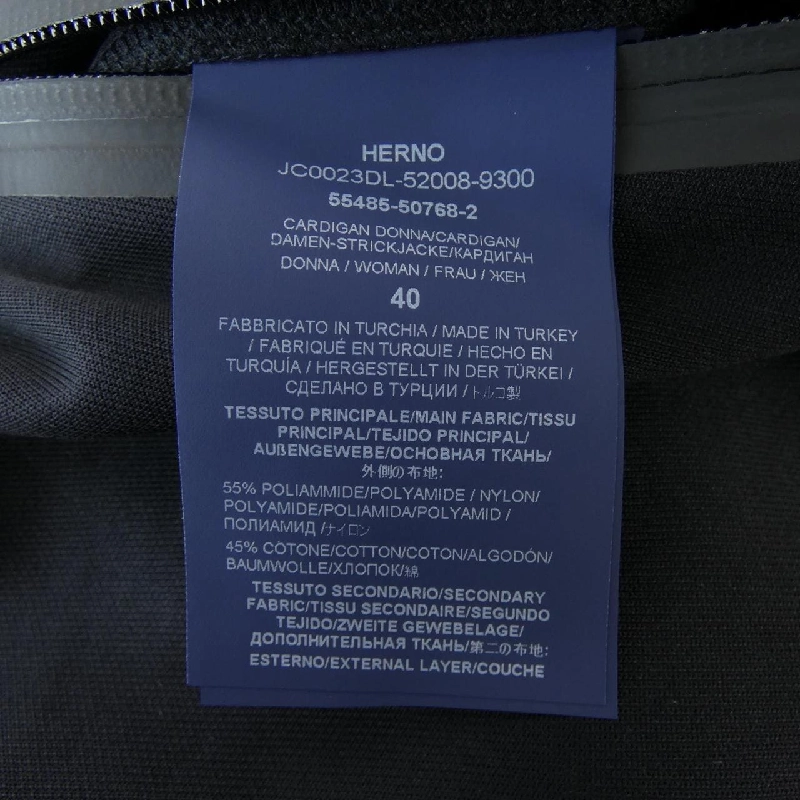 HERNO
JC0023DL-52008-9300
55485-50768-2
CARDIGAN DONNA/CARDIGAN/
DAMEN-STRICKJACKE/КАРДИГАН
DONNA / WOMAN / FRAU / ЖЕН
40
FABBRICATO IN TURCHIA / MADE IN TURKEY
/ FABRIQUÉ EN TURQUIE / HECHO EN
TURQUÍA / HERGESTELLT IN DER TÜRKEI /
СДЕЛАНО В ТУРЦИИ / トルコ製
TESSUTO PRINCIPALE/MAIN FABRIC/TISSU
PRINCIPAL/TEJIDO PRINCIPAL/
AUßENGEWEBE/ОСНОВНАЯ ТКАНЬ/
外側の布地:
55% POLIAMMIDE/POLYAMIDE / NYLON/
POLYAMIDE/POLIAMIDA/POLYAMID /
ПОЛИАМИД /ナイロン
45% COTONE/COTTON/COTON/ALGODÓN/
BAUMWOLLE/ХЛОПОК/綿
TESSUTO SECONDARIO/SECONDARY
FABRIC/TISSU SECONDAIRE/SEGUNDO
TEJIDO/ZWEITE GEWEBELAGE/
ДОПОЛНИТЕЛЬНАЯ ТКАНЬ/第二の布地:
ESTERNO/EXTERNAL LAYER/COUCHE